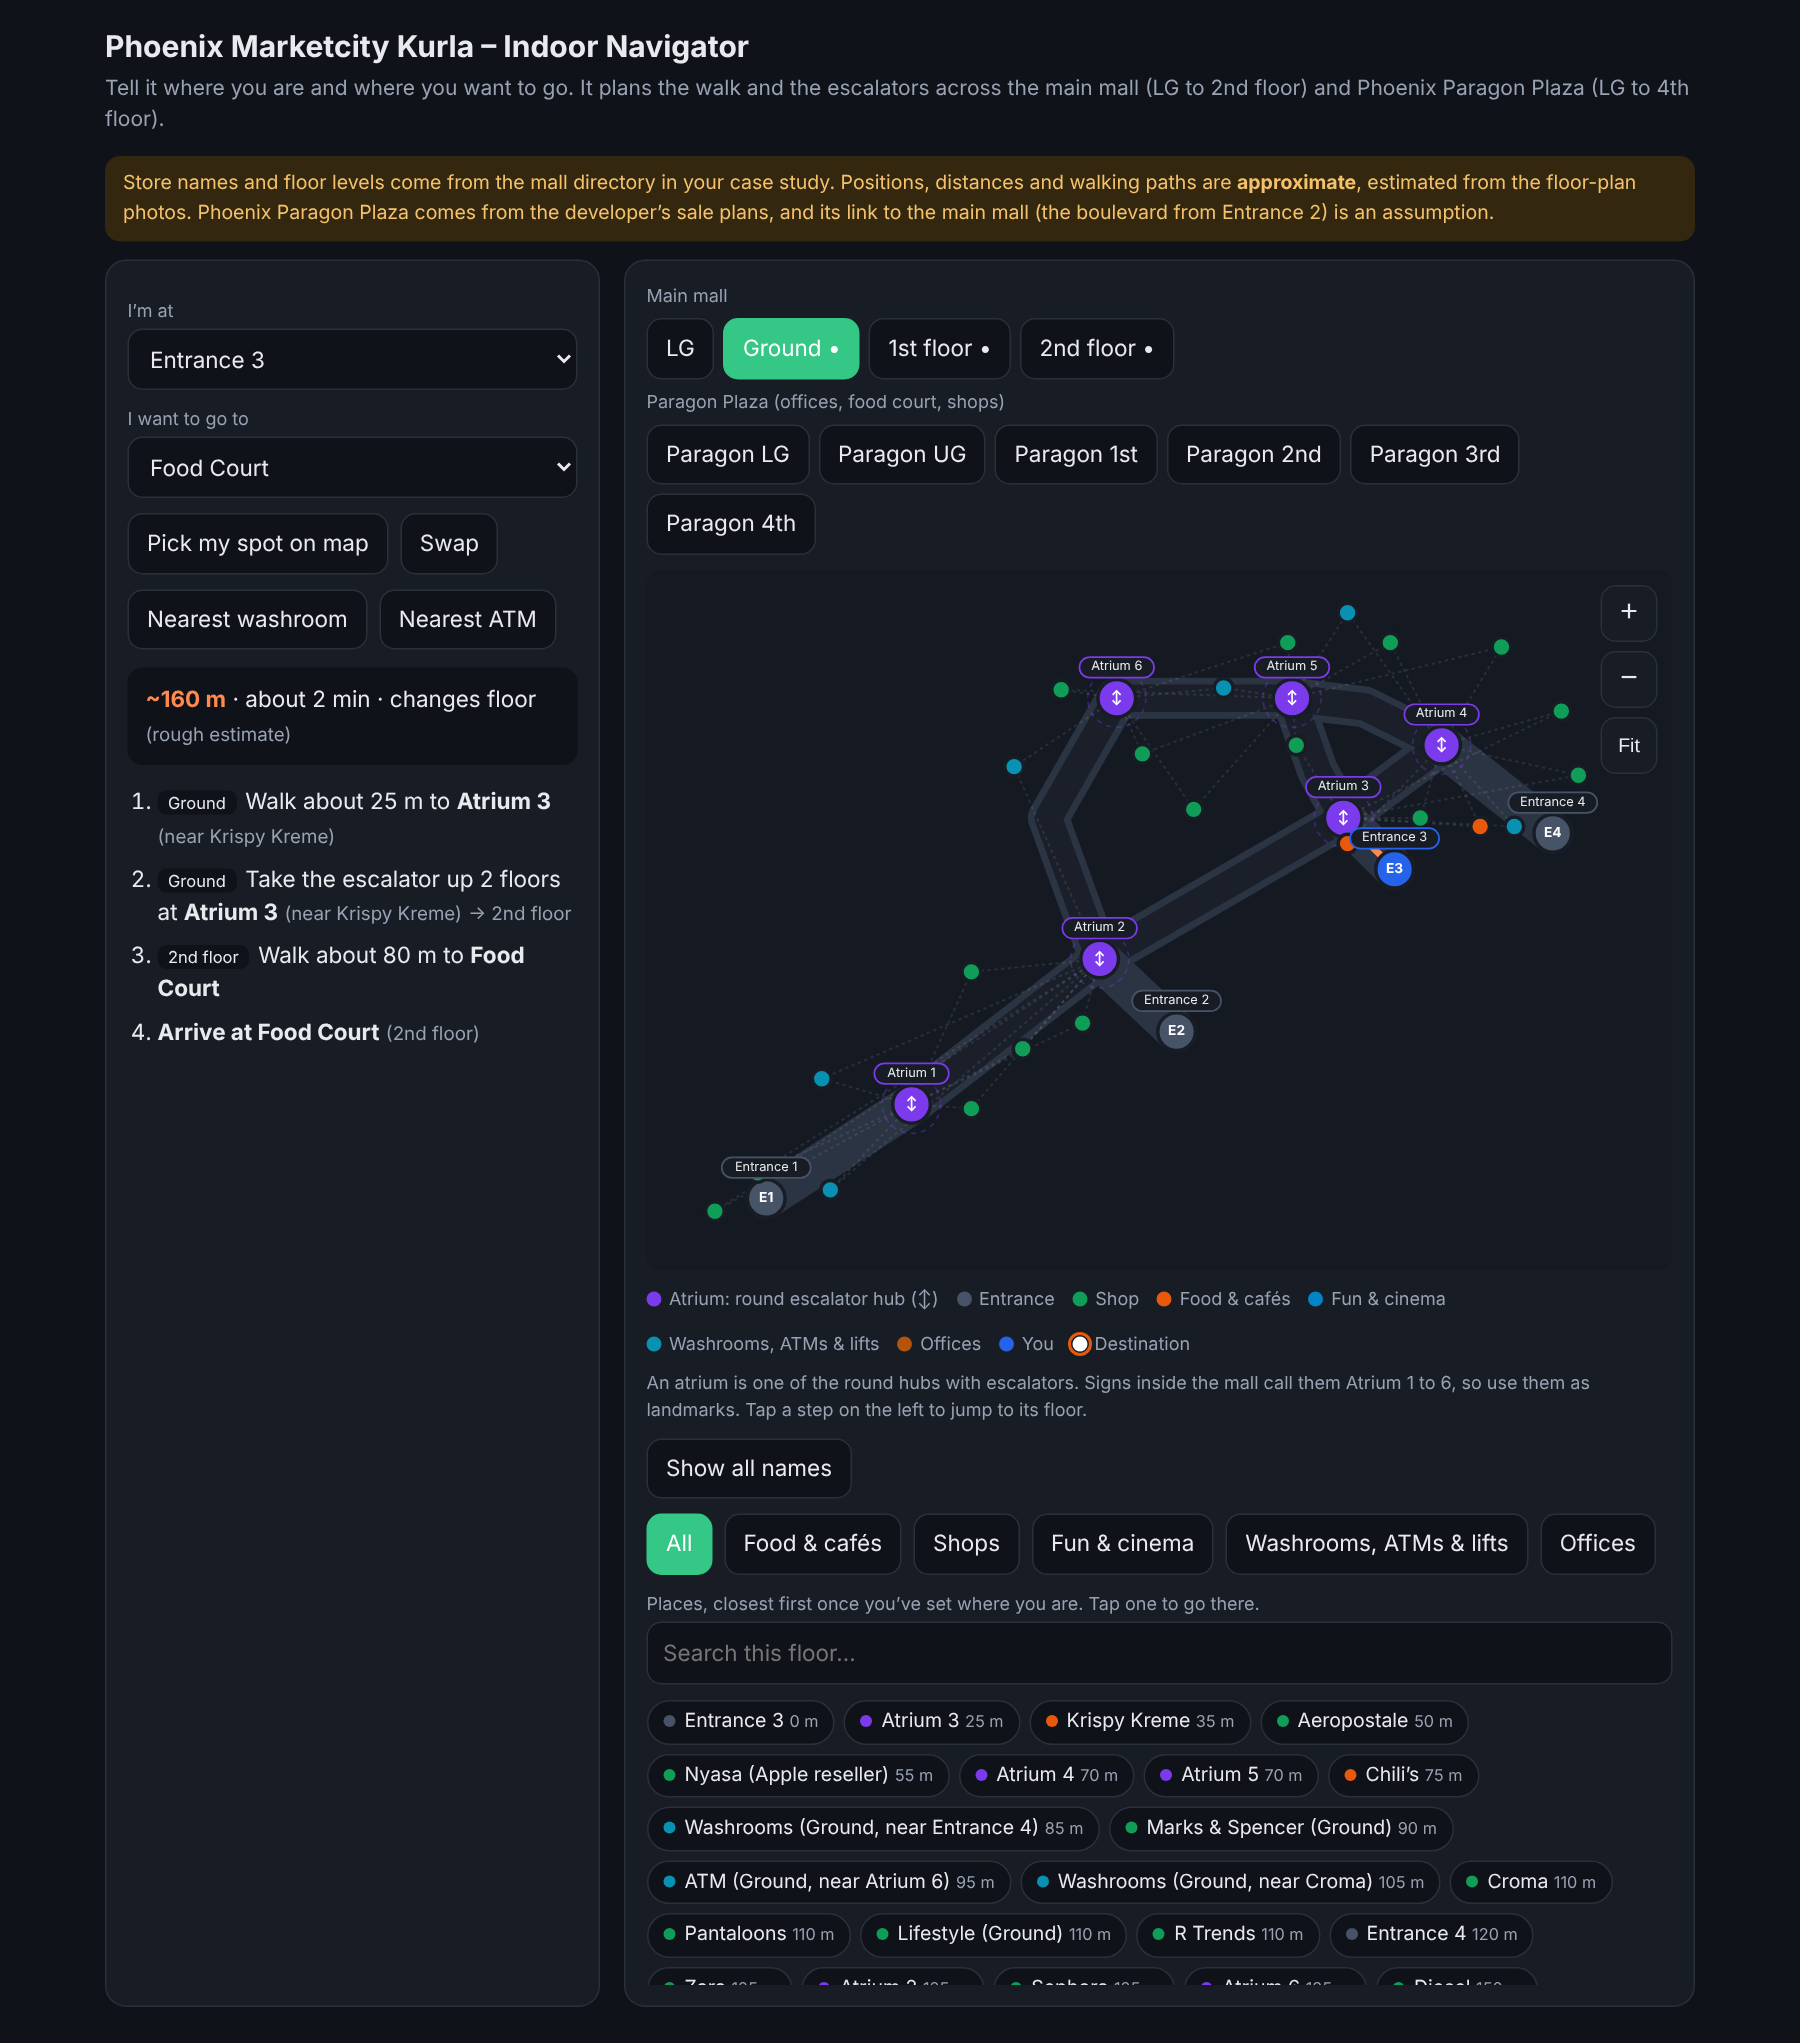 Phoenix Marketcity Kurla – Indoor Navigator
Tell it where you are and where you want to go. It plans the walk and the escalators across the main mall (LG to 2nd floor) and Phoenix Paragon Plaza (LG to 4th
floor).
Store names and floor levels come from the mall directory in your case study. Positions, distances and walking paths are approximate, estimated from the floor-plan
photos. Phoenix Paragon Plaza comes from the developer’s sale plans, and its link to the main mall (the boulevard from Entrance 2) is an assumption.
I’m at
Entrance 3
I want to go to
Food Court
Pick my spot on map
Swap
Nearest washroom
Nearest ATM
~160 m · about 2 min · changes floor
(rough estimate)
1. Ground Walk about 25 m to Atrium 3
(near Krispy Kreme)
2. Ground Take the escalator up 2 floors
at Atrium 3 (near Krispy Kreme) → 2nd floor
3. 2nd floor Walk about 80 m to Food
Court
4. Arrive at Food Court (2nd floor)
Main mall
LG
Ground •
1st floor •
2nd floor •
Paragon Plaza (offices, food court, shops)
Paragon LG
Paragon UG
Paragon 1st
Paragon 2nd
Paragon 3rd
Paragon 4th
+
−
Fit
Atrium 6
↕
Atrium 5
↕
Atrium 4
↕
Atrium 3
↕
Entrance 4
E4
Entrance 3
E3
Atrium 2
↕
Entrance 2
E2
Atrium 1
↕
Entrance 1
E1
Atrium: round escalator hub (↕)
Entrance
Shop
Food & cafés
Fun & cinema
Washrooms, ATMs & lifts
Offices
You
Destination
An atrium is one of the round hubs with escalators. Signs inside the mall call them Atrium 1 to 6, so use them as
landmarks. Tap a step on the left to jump to its floor.
Show all names
All
Food & cafés
Shops
Fun & cinema
Washrooms, ATMs & lifts
Offices
Places, closest first once you’ve set where you are. Tap one to go there.
Search this floor...
Entrance 3 0 m
Atrium 3 25 m
Krispy Kreme 35 m
Aeropostale 50 m
Nyasa (Apple reseller) 55 m
Atrium 4 70 m
Atrium 5 70 m
Chili’s 75 m
Washrooms (Ground, near Entrance 4) 85 m
Marks & Spencer (Ground) 90 m
ATM (Ground, near Atrium 6) 95 m
Washrooms (Ground, near Croma) 105 m
Croma 110 m
Pantaloons 110 m
Lifestyle (Ground) 110 m
R Trends 110 m
Entrance 4 120 m